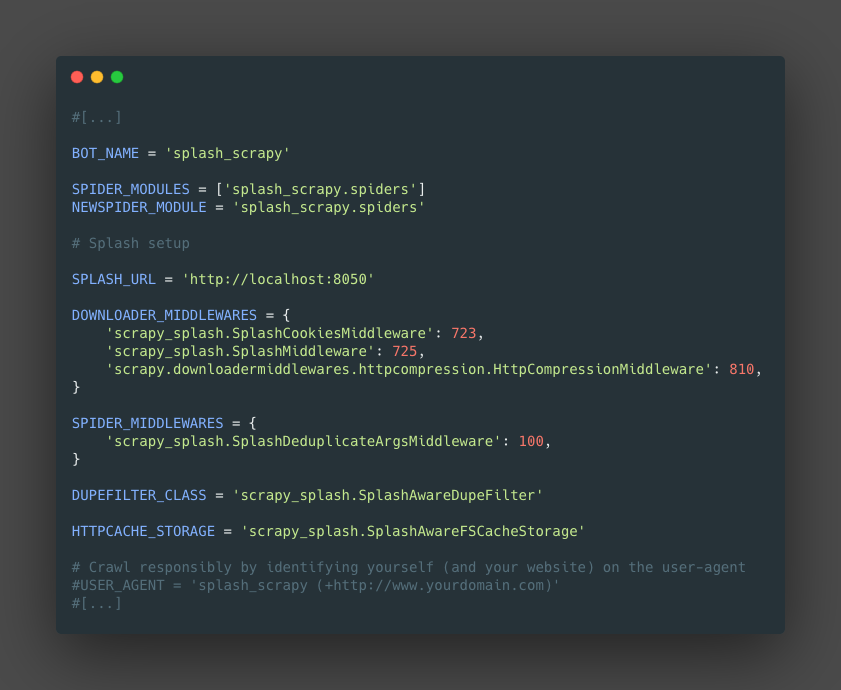 #[...]
BOT_NAME = 'splash_scrapy'
SPIDER_MODULES = ['splash_scrapy.spiders']
NEWSPIDER_MODULE = 'splash_scrapy.spiders'
# Splash setup
SPLASH_URL = 'http://localhost:8050'
DOWNLOADER_MIDDLEWARES = {
    'scrapy_splash.SplashCookiesMiddleware': 723,
    'scrapy_splash.SplashMiddleware': 725,
    'scrapy.downloadermiddlewares.httpcompression.HttpCompressionMiddleware': 810,
}
SPIDER_MIDDLEWARES = {
    'scrapy_splash.SplashDeduplicateArgsMiddleware': 100,
}
DUPEFILTER_CLASS = 'scrapy_splash.SplashAwareDupeFilter'
HTTPCACHE_STORAGE = 'scrapy_splash.SplashAwareFSCacheStorage'
# Crawl responsibly by identifying yourself (and your website) on the user-agent
#USER_AGENT = 'splash_scrapy (+http://www.yourdomain.com)'
#[...]